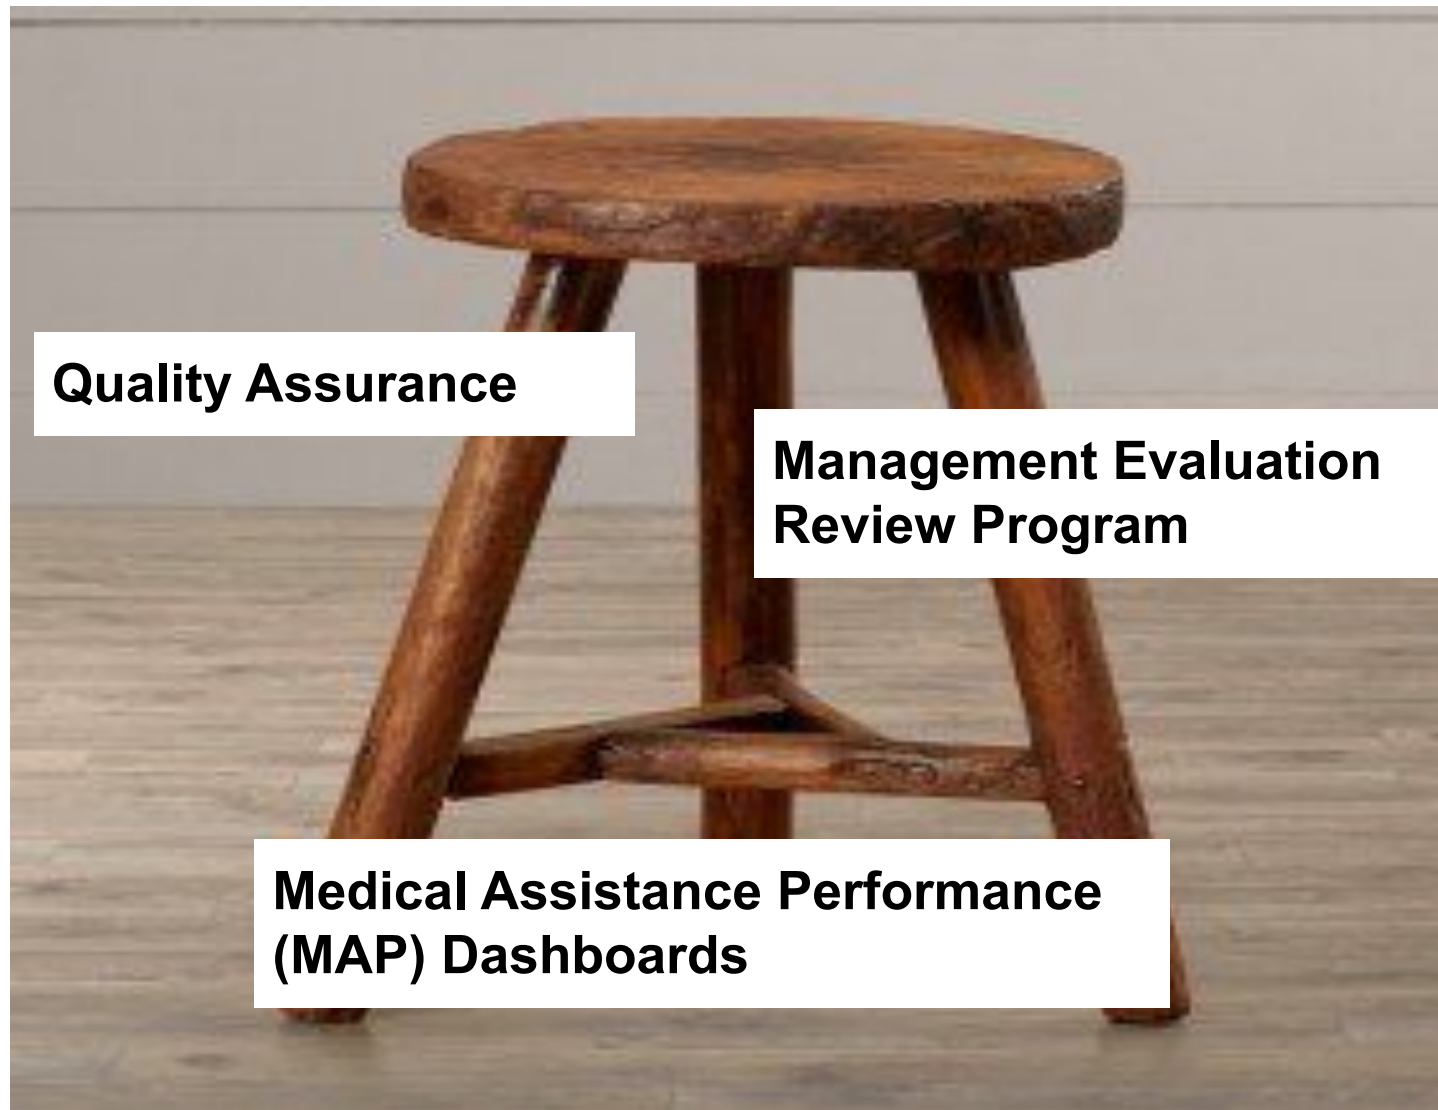 Quality Assurance
Management Evaluation
Review Program
Medical Assistance Performance
(MAP) Dashboards